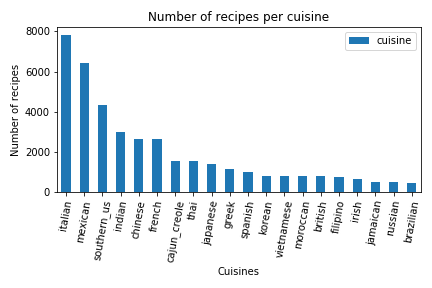 Number of recipes per cuisine
cuisine
Number of recipes
8000
6000
4000
2000
0
italian
mexican
southern_us
indian
chinese
french
cajun_creole
thai
japanese
greek
spanish
korean
vietnamese
moroccan
british
filipino
irish
jamaican
russian
brazilian
Cuisines